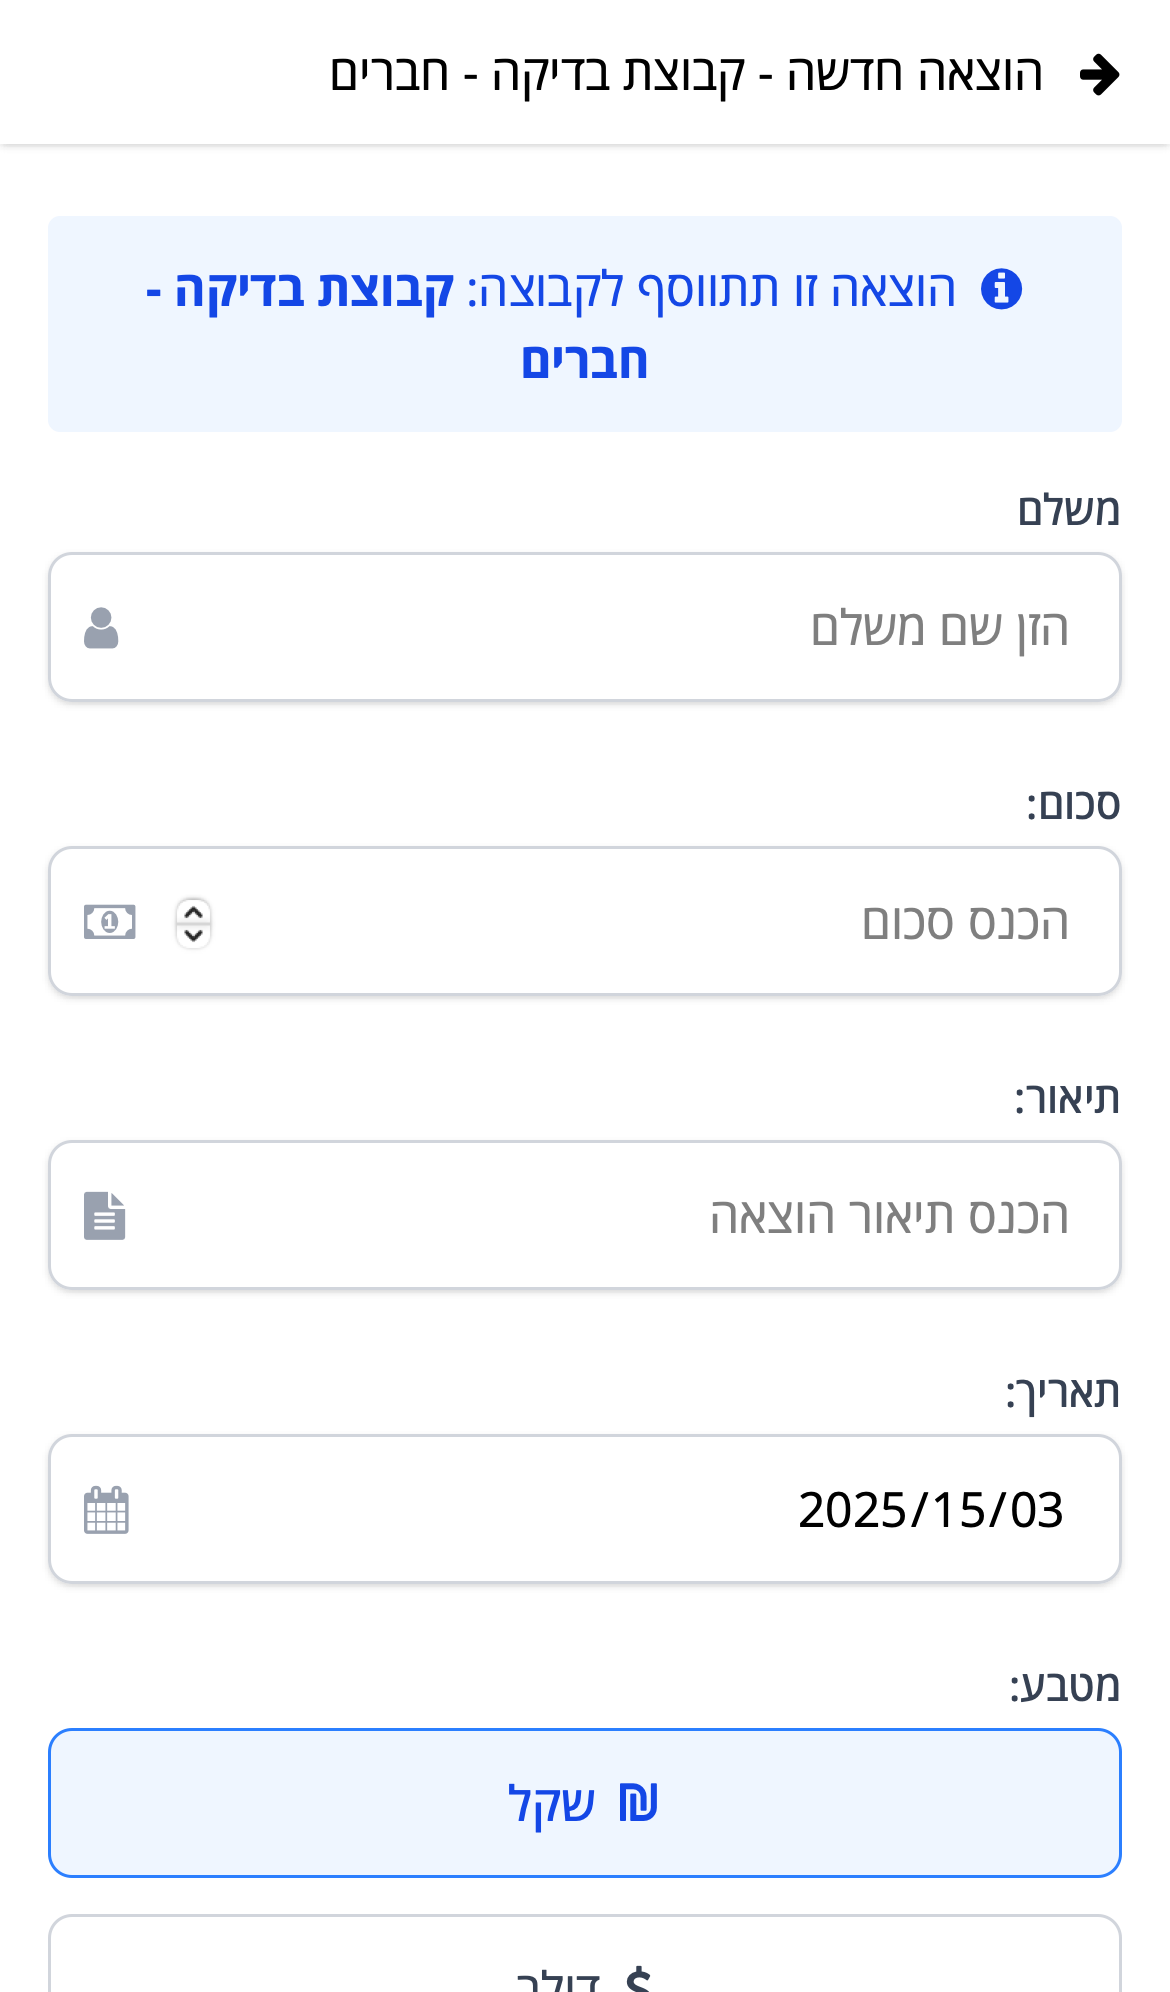 הוצאה חדשה - קבוצת בדיקה - חברים
הוצאה זו תתווסף לקבוצה: קבוצת בדיקה -
חברים
משלם
הזן שם משלם
סכום:
הכנס סכום
תיאור:
הכנס תיאור הוצאה
תאריך:
2025/15/03
מטבע:
₪ שקל
$ דולר